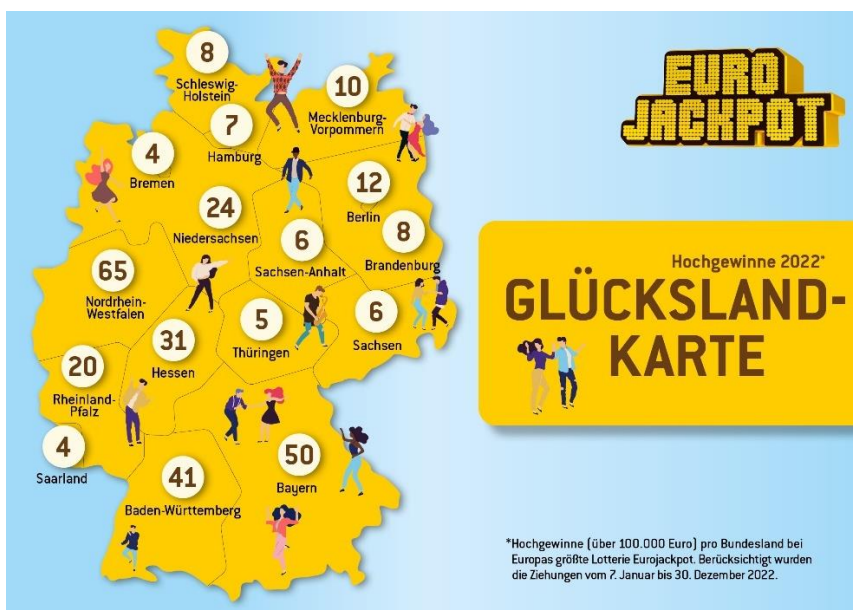 EURO
JACKPOT
8
Schleswig-
Holstein
10
Mecklenburg-
Vorpommern
7
Hamburg
4
Bremen
12
Berlin
24
Niedersachsen
6
Sachsen-Anhalt
8
Brandenburg
65
Nordrhein-
Westfalen
5
Thüringen
6
Sachsen
31
Hessen
20
Rheinland-
Pfalz
4
Saarland
41
Baden-Württemberg
50
Bayern
Hochgewinne 2022*
GLÜCKSLAND-
KARTE
*Hochgewinne (über 100.000 Euro) pro Bundesland bei
Europas größte Lotterie Eurojackpot. Berücksichtigt wurden
die Ziehungen vom 7. Januar bis 30. Dezember 2022.